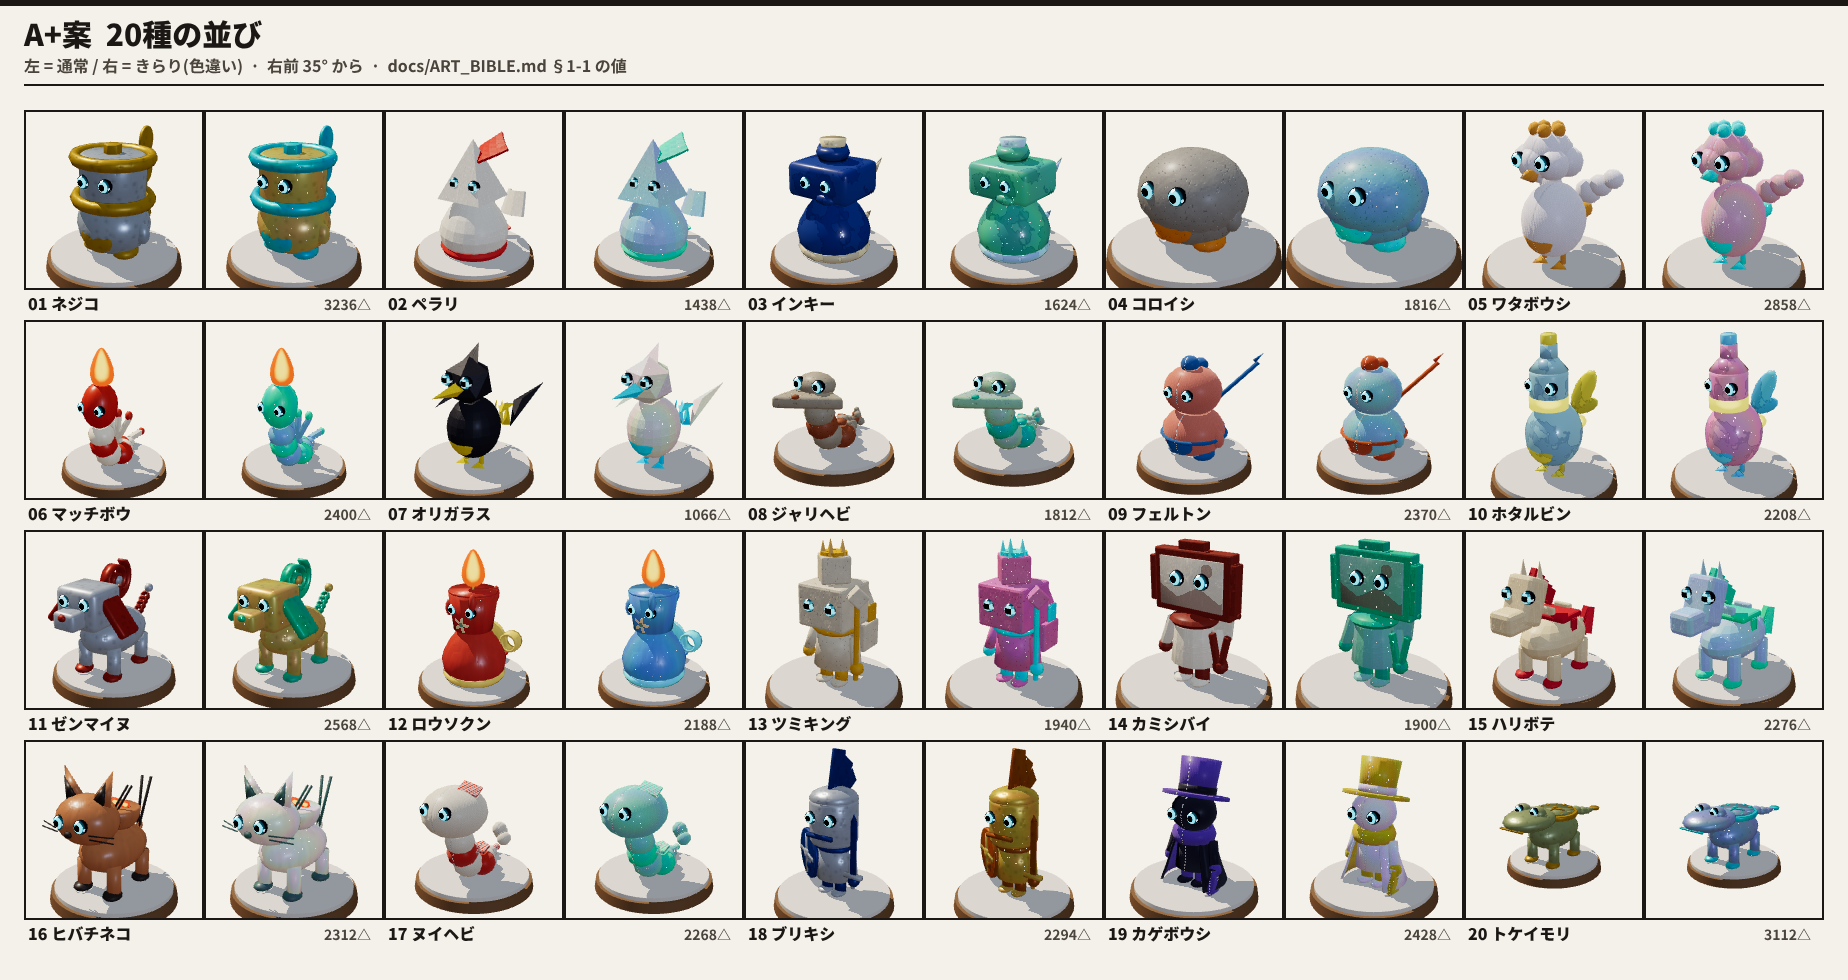 A+案 20種の並び
左 = 通常 / 右 = きらり(色違い) · 右前 35° から · docs/ART_BIBLE.md §1-1 の値
01 ネジコ 3236△ 02 ペラリ 1438△ 03 インキー 1624△ 04 コロイシ 1816△ 05 ワタボウシ 2858△
06 マッチボウ 2400△ 07 オリガラス 1066△ 08 ジャリヘビ 1812△ 09 フェルトン 2370△ 10 ホタルビン 2208△
11 ゼンマイヌ 2568△ 12 ロウソクン 2188△ 13 ツミキング 1940△ 14 カミシバイ 1900△ 15 ハリボテ 2276△
16 ヒバチネコ 2312△ 17 ヌイヘビ 2268△ 18 ブリキシ 2294△ 19 カゲボウシ 2428△ 20 トケイモリ 3112△